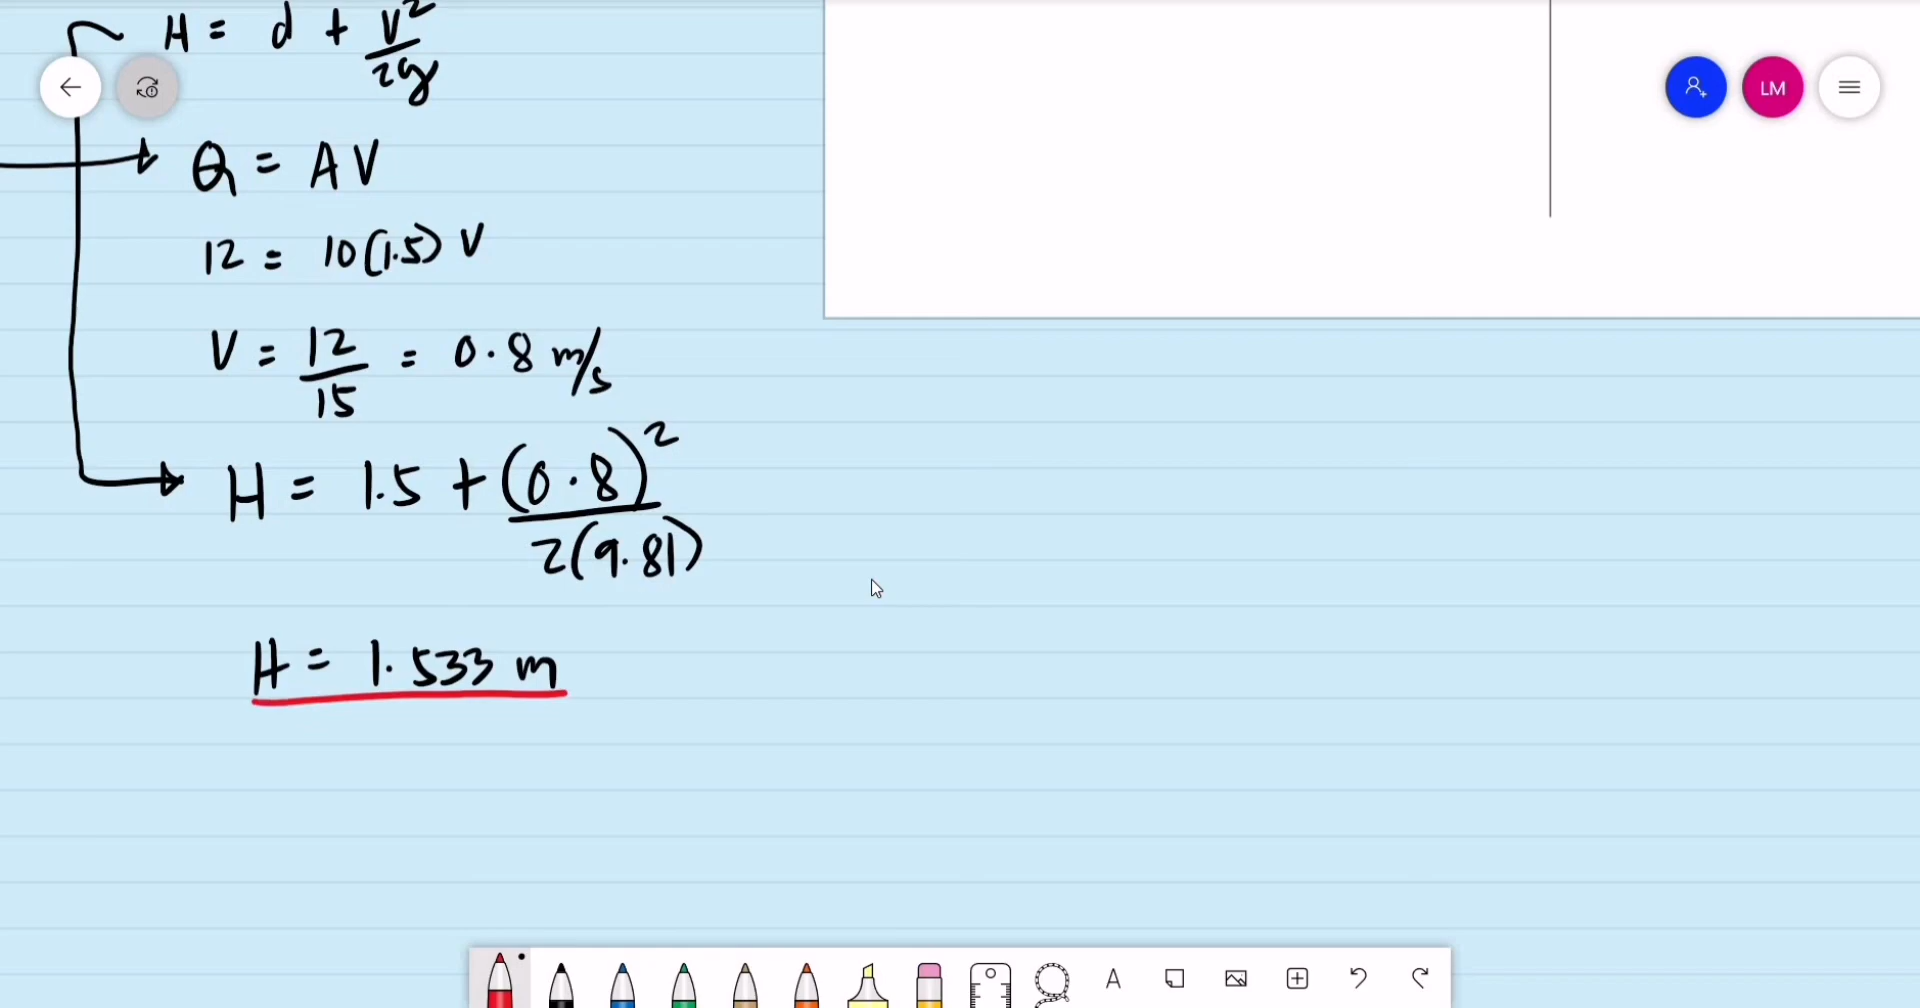 H = d + V²/2g
LM
Q = AV
12 = 10(1.5) V
V = 12/15 = 0.8 m/s
H = 1.5 + (0.8)²/2(9.81)
H = 1.533 m
A